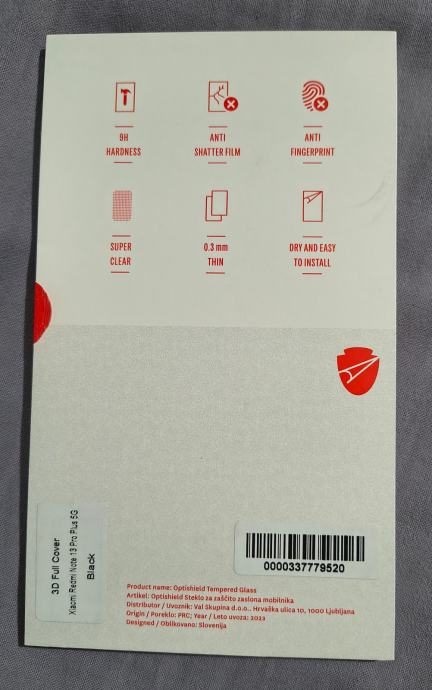 9H
HARDNESS
ANTI
SHATTER FILM
ANTI
FINGERPRINT
SUPER
CLEAR
0.3 mm
THIN
DRY AND EASY
TO INSTALL
3D Full Cover
Xiaomi Redmi Note 13 Pro Plus 5G
Black
0000337779520
Product name: Optishield Tempered Glass
Artikel: Optishield Steklo za zaščito zaslona mobilnika
Distributor / Uvoznik: Val Skupina d.o.o.. Hrvaška ulica 10, 1000 Ljubljana
Origin / Poreklo: PRC; Year / Leto uvoza: 2023
Designed / Oblikovano: Slovenija